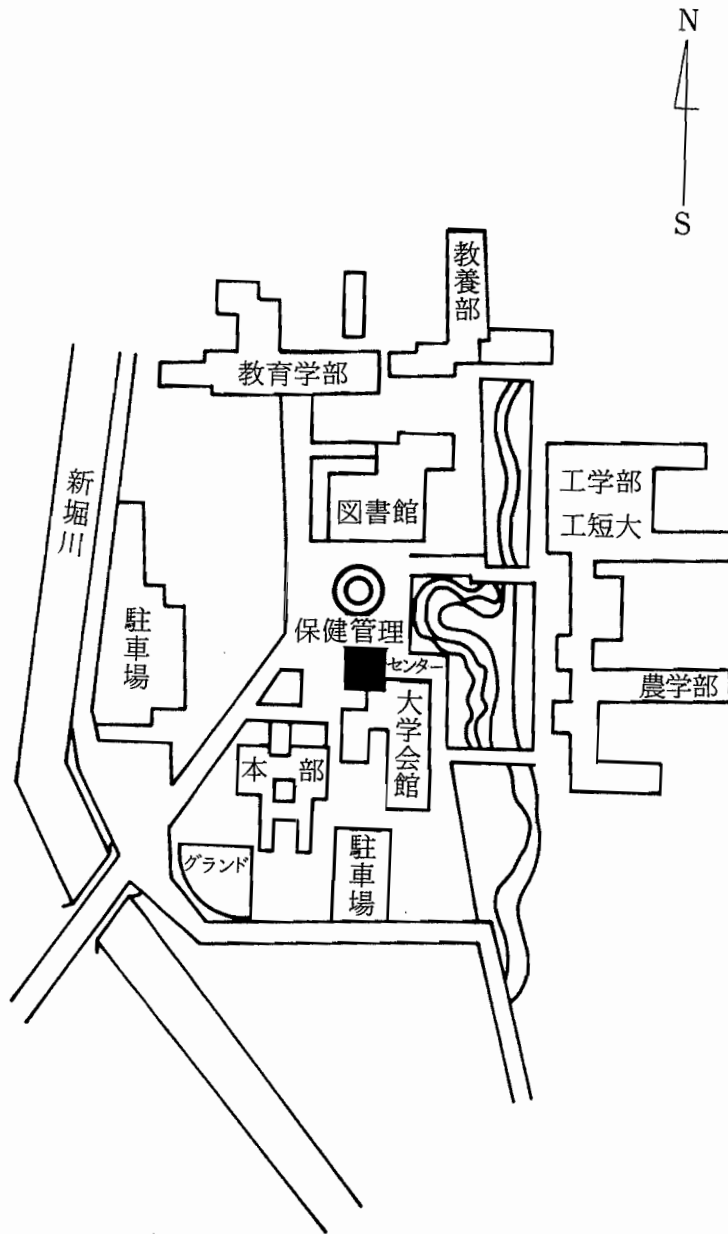 N
S
教養部
教育学部
新堀川
図書館
工学部
工短大
駐車場
保健管理
センター
農学部
大学会館
本部
グランド
駐車場